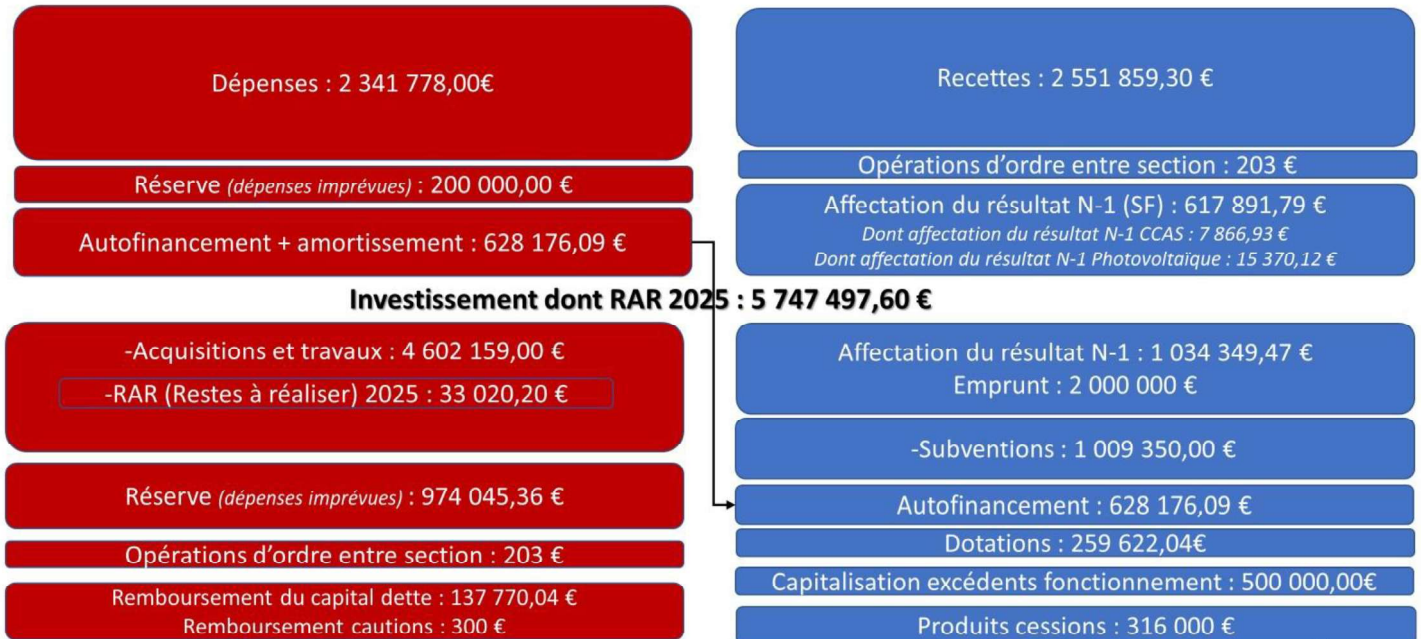 Dépenses : 2 341 778,00€
Réserve (dépenses imprévues) : 200 000,00 €
Autofinancement + amortissement : 628 176,09 €
Recettes : 2 551 859,30 €
Opérations d’ordre entre section : 203 €
Affectation du résultat N-1 (SF) : 617 891,79 €
Dont affectation du résultat N-1 CCAS : 7 866,93 €
Dont affectation du résultat N-1 Photovoltaïque : 15 370,12 €
Investissement dont RAR 2025 : 5 747 497,60 €
-Acquisitions et travaux : 4 602 159,00 €
-RAR (Restes à réaliser) 2025 : 33 020,20 €
Réserve (dépenses imprévues) : 974 045,36 €
Opérations d’ordre entre section : 203 €
Remboursement du capital dette : 137 770,04 €
Remboursement cautions : 300 €
Affectation du résultat N-1 : 1 034 349,47 €
Emprunt : 2 000 000 €
-Subventions : 1 009 350,00 €
Autofinancement : 628 176,09 €
Dotations : 259 622,04€
Capitalisation excédents fonctionnement : 500 000,00€
Produits cessions : 316 000 €